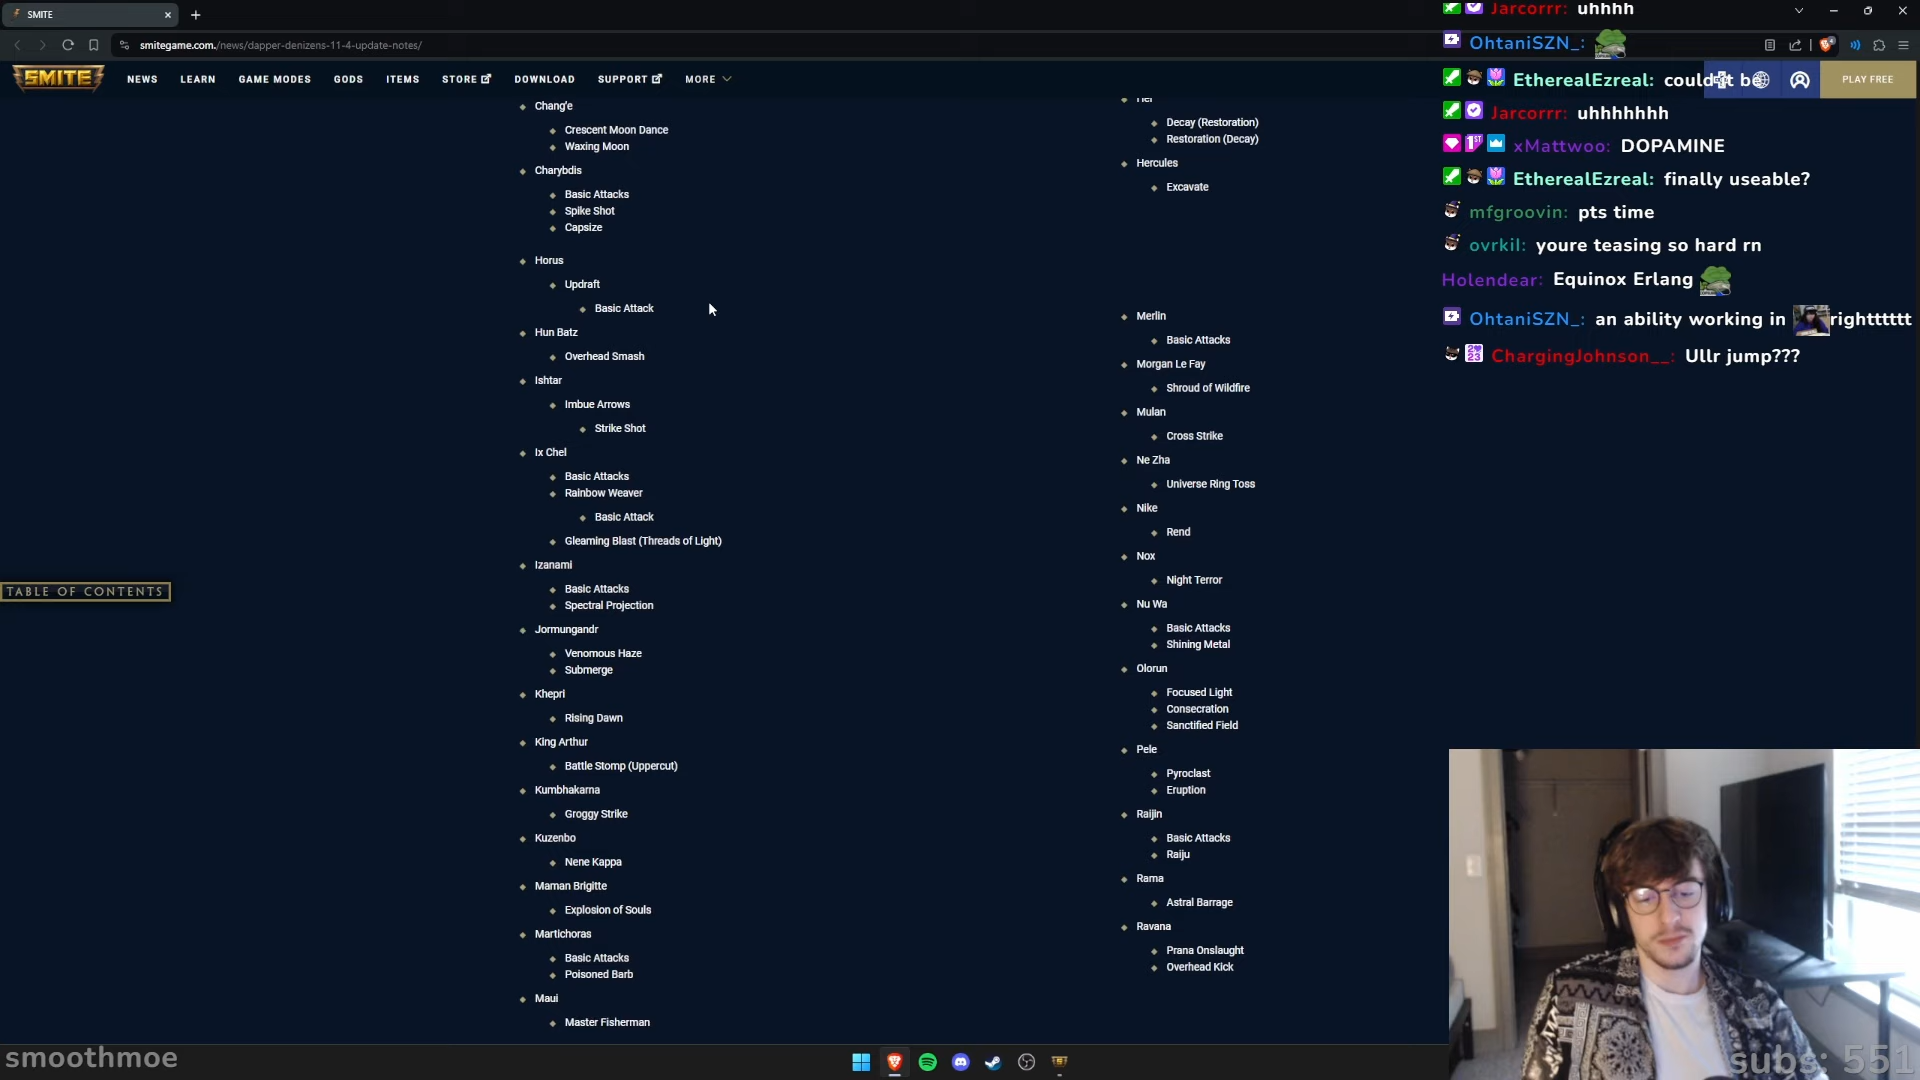 SMITE
smitegame.com/news/dapper-denizens-11-4-update-notes/
SMITE
NEWS
LEARN
GAME MODES
GODS
ITEMS
STORE
DOWNLOAD
SUPPORT
MORE
PLAY FREE
TABLE OF CONTENTS
Chang'e
Crescent Moon Dance
Waxing Moon
Charybdis
Basic Attacks
Spike Shot
Capsize
Horus
Updraft
Basic Attack
Hun Batz
Overhead Smash
Ishtar
Imbue Arrows
Strike Shot
Ix Chel
Basic Attacks
Rainbow Weaver
Basic Attack
Gleaming Blast (Threads of Light)
Izanami
Basic Attacks
Spectral Projection
Jormungandr
Venomous Haze
Submerge
Khepri
Rising Dawn
King Arthur
Battle Stomp (Uppercut)
Kumbhakarna
Groggy Strike
Kuzenbo
Nene Kappa
Maman Brigitte
Explosion of Souls
Martichoras
Basic Attacks
Poisoned Barb
Maui
Master Fisherman
Hel
Decay (Restoration)
Restoration (Decay)
Hercules
Excavate
Merlin
Basic Attacks
Morgan Le Fay
Shroud of Wildfire
Mulan
Cross Strike
Ne Zha
Universe Ring Toss
Nike
Rend
Nox
Night Terror
Nu Wa
Basic Attacks
Shining Metal
Olorun
Focused Light
Consecration
Sanctified Field
Pele
Pyroclast
Eruption
Raijin
Basic Attacks
Raiju
Rama
Astral Barrage
Ravana
Prana Onslaught
Overhead Kick
Jarcorrr: uhhhh
OhtaniSZN_:
EtherealEzreal: couldnt be
Jarcorrr: uhhhhhhh
1ST xMattwoo: DOPAMINE
EtherealEzreal: finally useable?
mfgroovin: pts time
ovrkil: youre teasing so hard rn
Holendear: Equinox Erlang
OhtaniSZN_: an ability working in righttttt
2023 ChargingJohnson__: Ullr jump???
smoothmoe
subs: 551